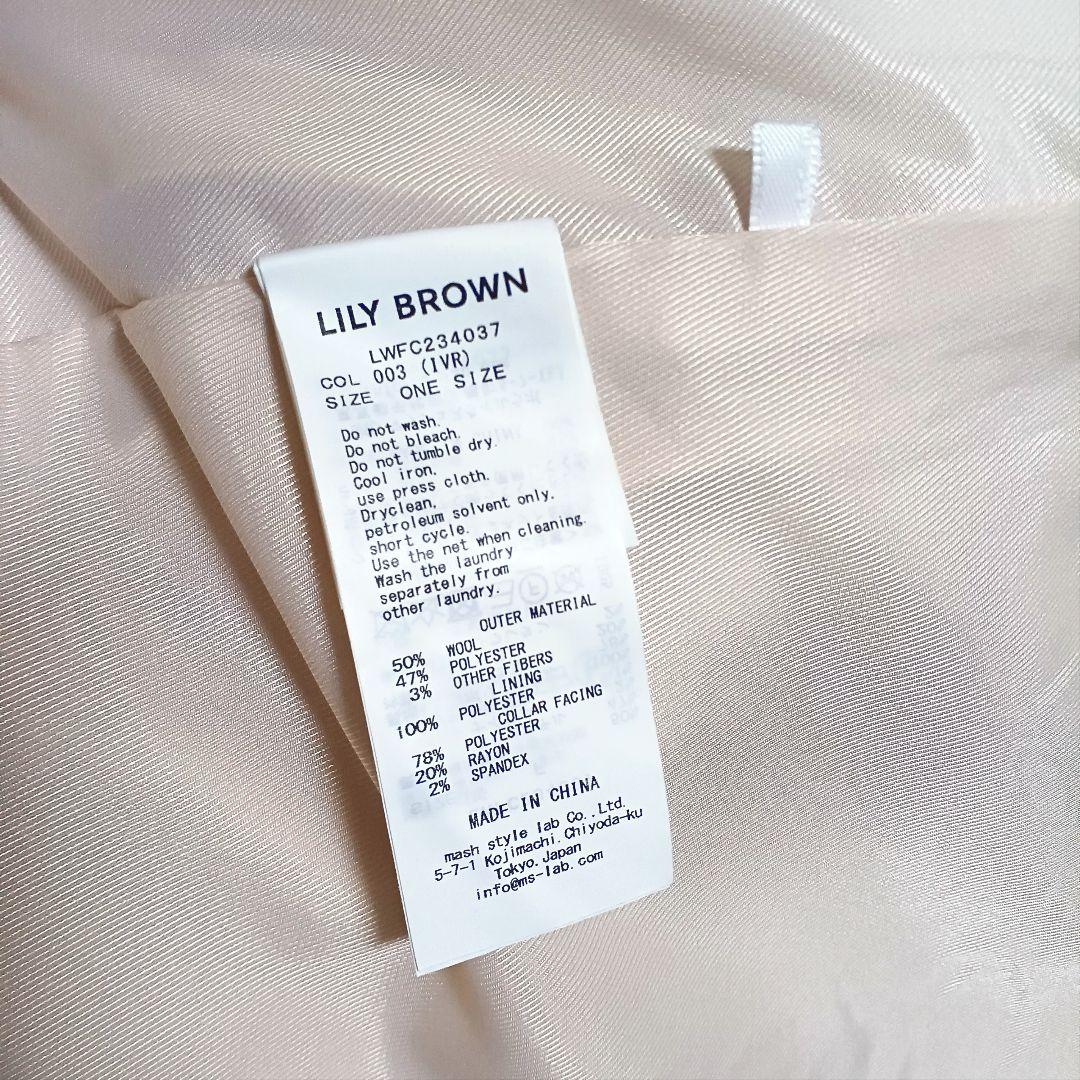 LILY BROWN
LWFC234037
COL 003 (IVR)
SIZE ONE SIZE
Do not wash.
Do not bleach.
Do not tumble dry.
Cool iron.
use press cloth.
Dryclean,
petroleum solvent only.
short cycle.
Use the net when cleaning.
Wash the laundry
separately from
other laundry.
OUTER MATERIAL
50% WOOL
47% POLYESTER
3% OTHER FIBERS
LINING
100% POLYESTER
COLLAR FACING
78% POLYESTER
20% RAYON
2% SPANDEX
MADE IN CHINA
mash style lab Co.,Ltd.
5-7-1 Kojimachi.Chiyoda-ku
Tokyo.Japan
info@ms-lab.com